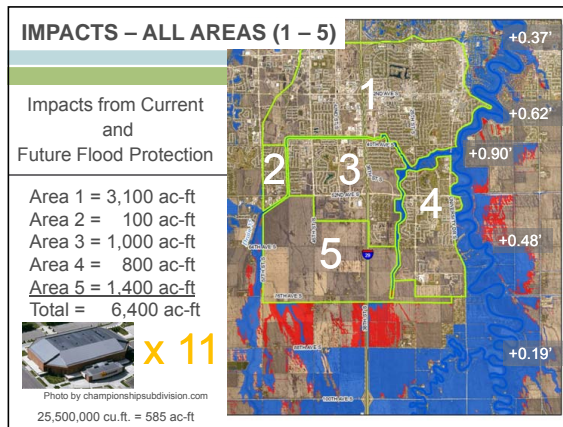 IMPACTS – ALL AREAS (1 – 5)
Impacts from Current
and
Future Flood Protection
Area 1 = 3,100 ac-ft
Area 2 = 100 ac-ft
Area 3 = 1,000 ac-ft
Area 4 = 800 ac-ft
Area 5 = 1,400 ac-ft
Total = 6,400 ac-ft
x 11
Photo by championshipsubdivision.com
25,500,000 cu.ft. = 585 ac-ft
+0.37’
1
+0.62’
+0.90’
2
3
4
5
29
+0.48’
+0.19’